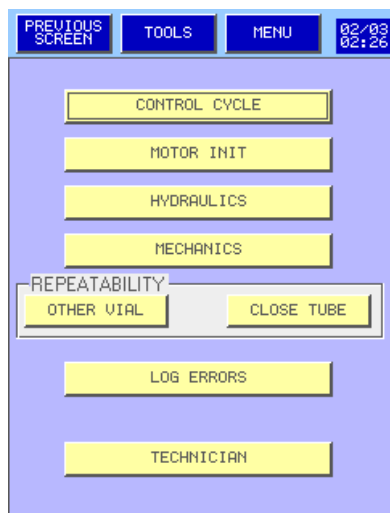 PREVIOUS SCREEN
TOOLS
MENU
02/03
02:26
CONTROL CYCLE
MOTOR INIT
HYDRAULICS
MECHANICS
REPEATABILITY
OTHER VIAL
CLOSE TUBE
LOG ERRORS
TECHNICIAN